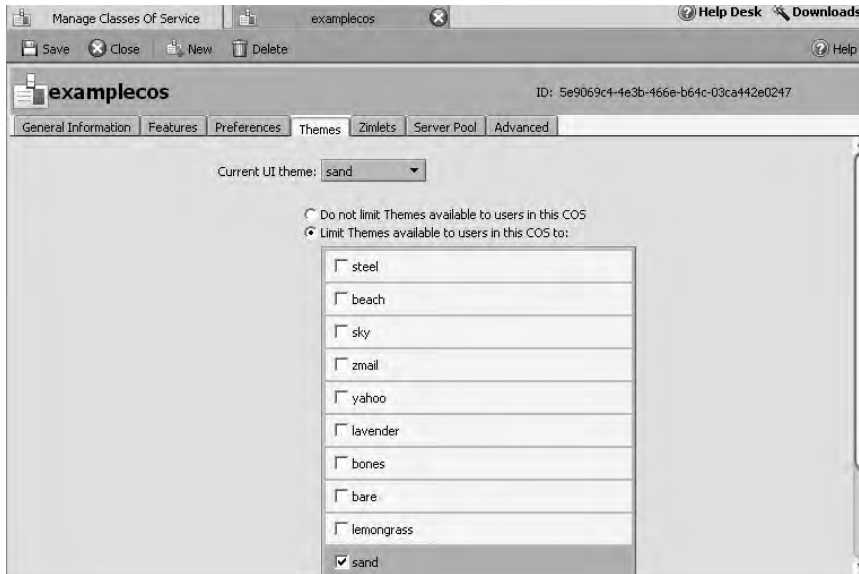 Manage Classes Of Service examplecos Help Desk Downloads
Save Close New Delete Help
examplecos ID: 5e9069c4-4e3b-466e-b64c-03ca442e0247
General Information Features Preferences Themes Zimlets Server Pool Advanced
Current UI theme: sand
Do not limit Themes available to users in this COS
Limit Themes available to users in this COS to:
steel
beach
sky
zmail
yahoo
lavender
bones
bare
lemongrass
sand